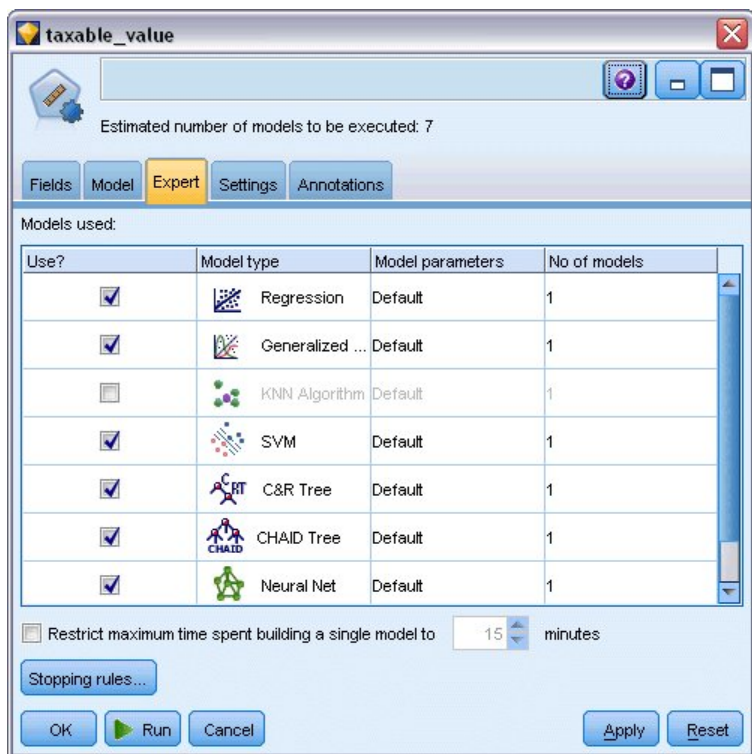 taxable_value
Estimated number of models to be executed: 7
Fields Model Expert Settings Annotations
Models used:
Use? Model type Model parameters No of models
Regression Default 1
Generalized ... Default 1
KNN Algorithm Default 1
SVM Default 1
C RT C&R Tree Default 1
CHAID CHAID Tree Default 1
Neural Net Default 1
Restrict maximum time spent building a single model to 15 minutes
Stopping rules...
OK Run Cancel Apply Reset